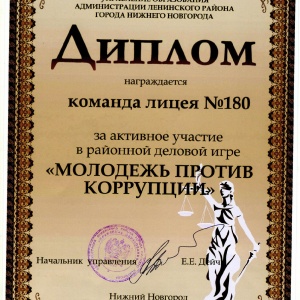 АДМИНИСТРАЦИИ ЛЕНИНСКОГО РАЙОНА
ГОРОДА НИЖНЕГО НОВГОРОДА
Диплом
награждается
команда лицея №180
за активное участие
в районной деловой игре
«МОЛОДЕЖЬ ПРОТИВ
КОРРУПЦИИ»
Начальник управления Е.Е.
Нижний Новгород